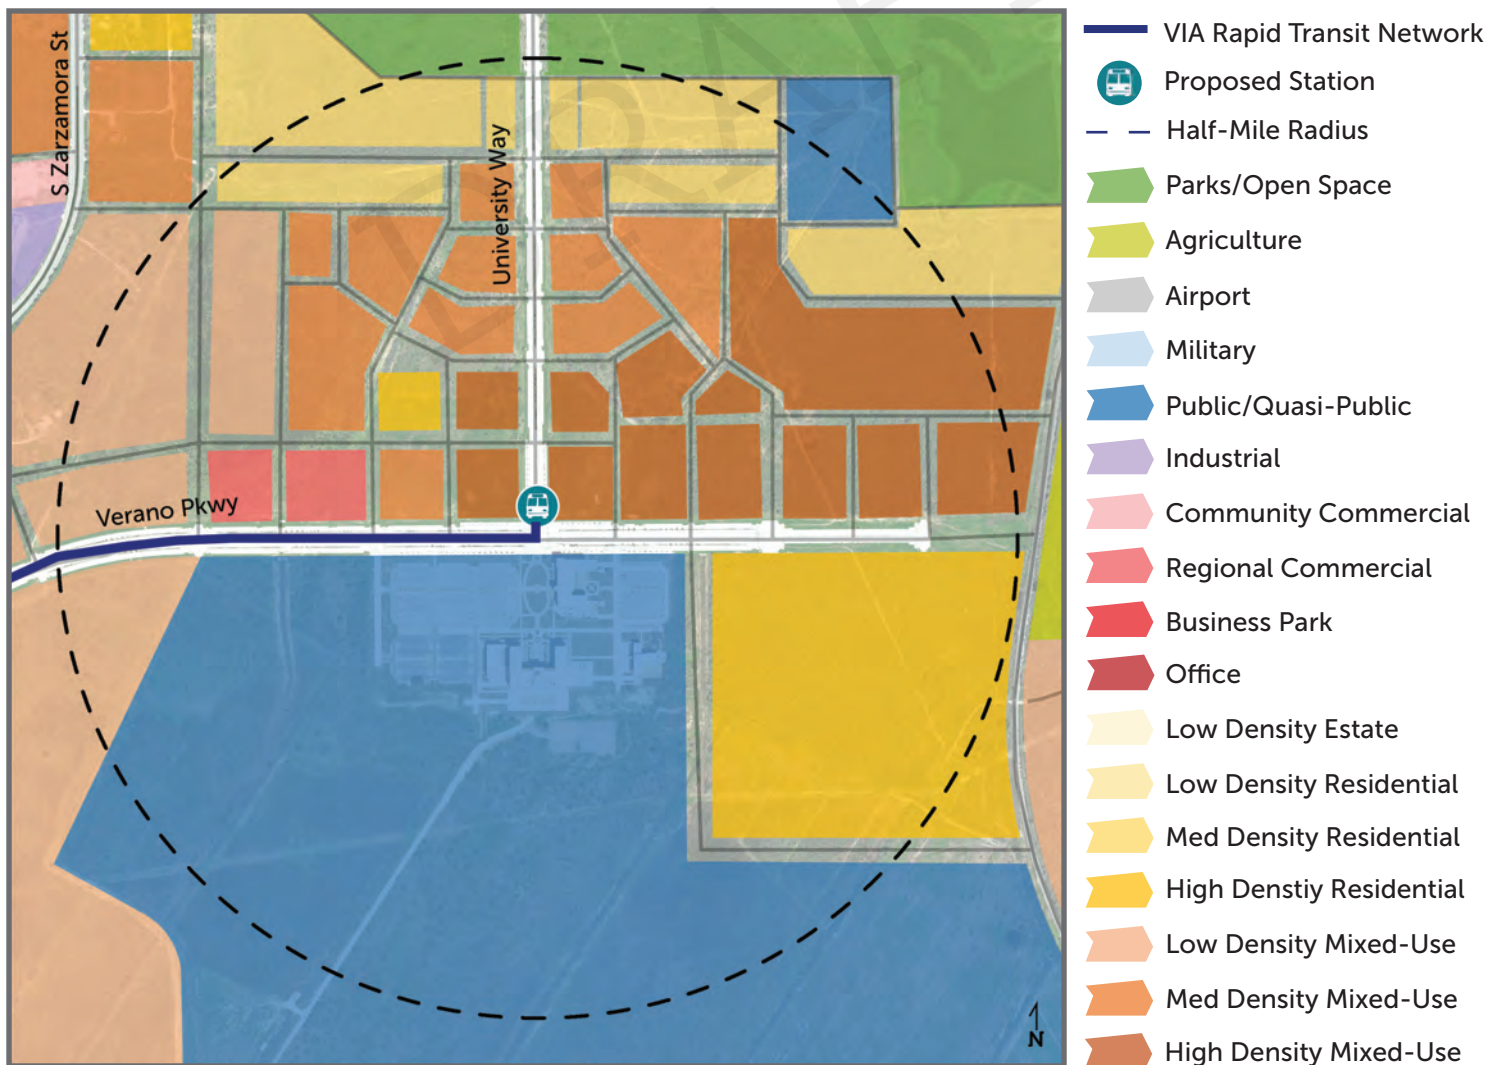 S Zarzamora St
University Way
Verano Pkwy
DRAFT
N
VIA Rapid Transit Network
Proposed Station
Half-Mile Radius
Parks/Open Space
Agriculture
Airport
Military
Public/Quasi-Public
Industrial
Community Commercial
Regional Commercial
Business Park
Office
Low Density Estate
Low Density Residential
Med Density Residential
High Denstiy Residential
Low Density Mixed-Use
Med Density Mixed-Use
High Density Mixed-Use